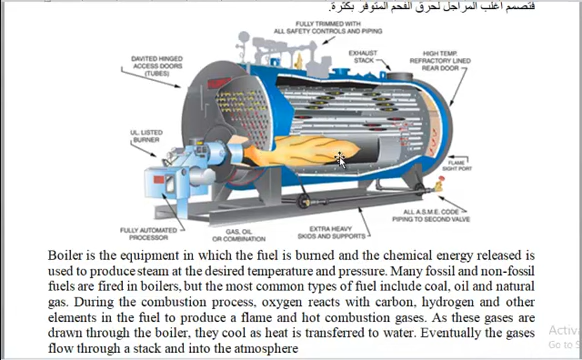 فتصمم اغلب المراجل لحرق الفحم المتوفر بكثرة.
FULLY TRIMMED WITH
ALL SAFETY CONTROLS AND PIPING
DAVITED HINGED
ACCESS DOORS
(TUBES)
EXHAUST
STACK
HIGH TEMP.
REFRACTORY LINED
REAR DOOR
UL. LISTED
BURNER
FLAME
SIGHT PORT
FULLY AUTOMATED
PROCESSOR
GAS, OIL
OR COMBINATION
EXTRA HEAVY
SKIDS AND SUPPORTS
ALL A.S.M.E. CODE
PIPING TO SECOND VALVE
Boiler is the equipment in which the fuel is burned and the chemical energy released is
used to produce steam at the desired temperature and pressure. Many fossil and non-fossil
fuels are fired in boilers, but the most common types of fuel include coal, oil and natural
gas. During the combustion process, oxygen reacts with carbon, hydrogen and other
elements in the fuel to produce a flame and hot combustion gases. As these gases are
drawn through the boiler, they cool as heat is transferred to water. Eventually the gases
flow through a stack and into the atmosphere
Activ
Go to S